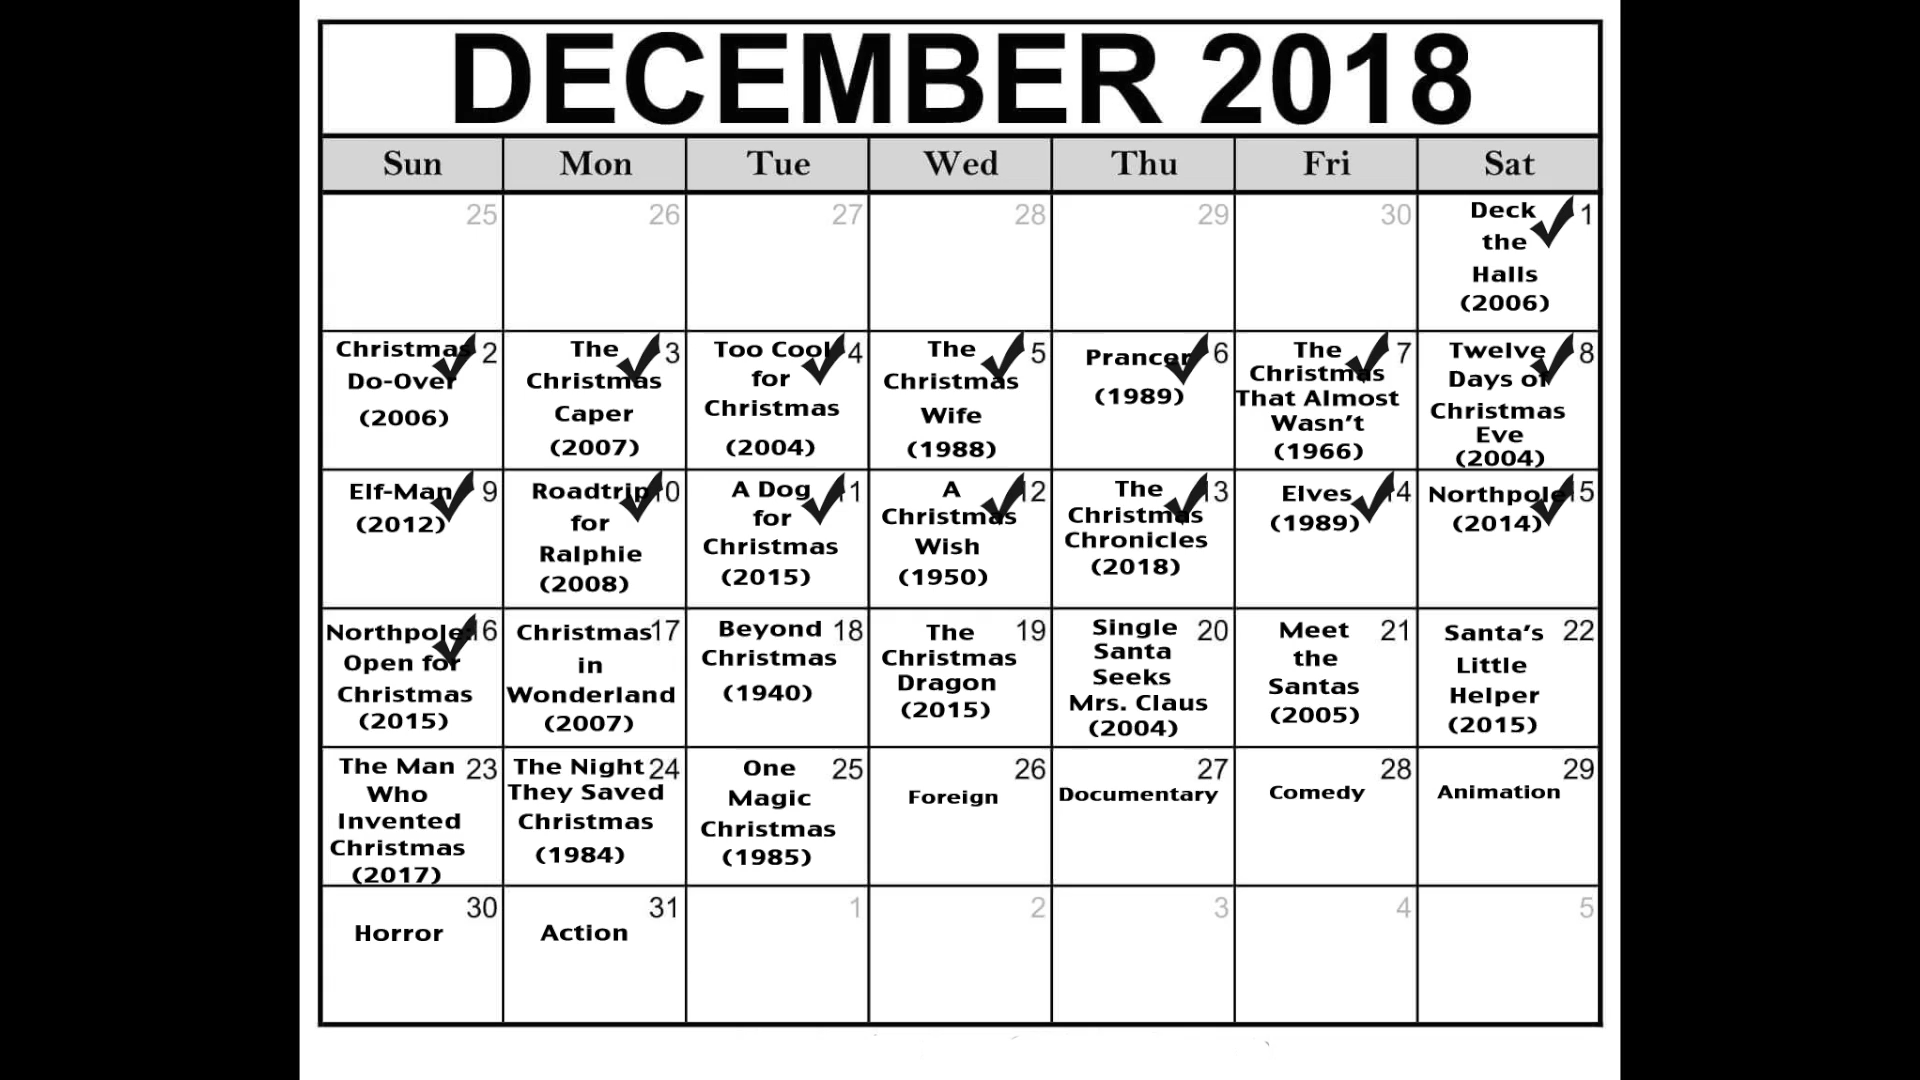 DECEMBER 2018
Sun Mon Tue Wed Thu Fri Sat
25
26
27
28
29
30
Deck 1
the
Halls
(2006)
Christmas 2
Do-Over
(2006)
The 3
Christmas
Caper
(2007)
Too Cool 4
for
Christmas
(2004)
The 5
Christmas
Wife
(1988)
Prancer 6
(1989)
The 7
Christmas
That Almost
Wasn't
(1966)
Twelve 8
Days of
Christmas
Eve
(2004)
Elf-Man 9
(2012)
Roadtrip 10
for
Ralphie
(2008)
A Dog 11
for
Christmas
(2015)
A 12
Christmas
Wish
(1950)
The 13
Christmas
Chronicles
(2018)
Elves 14
(1989)
Northpole 15
(2014)
Northpole: 16
Open for
Christmas
(2015)
Christmas 17
in
Wonderland
(2007)
Beyond 18
Christmas
(1940)
The 19
Christmas
Dragon
(2015)
Single 20
Santa
Seeks
Mrs. Claus
(2004)
Meet 21
the
Santas
(2005)
Santa's 22
Little
Helper
(2015)
The Man 23
Who
Invented
Christmas
(2017)
The Night 24
They Saved
Christmas
(1984)
One 25
Magic
Christmas
(1985)
26
Foreign
27
Documentary
28
Comedy
29
Animation
30
Horror
31
Action
1
2
3
4
5